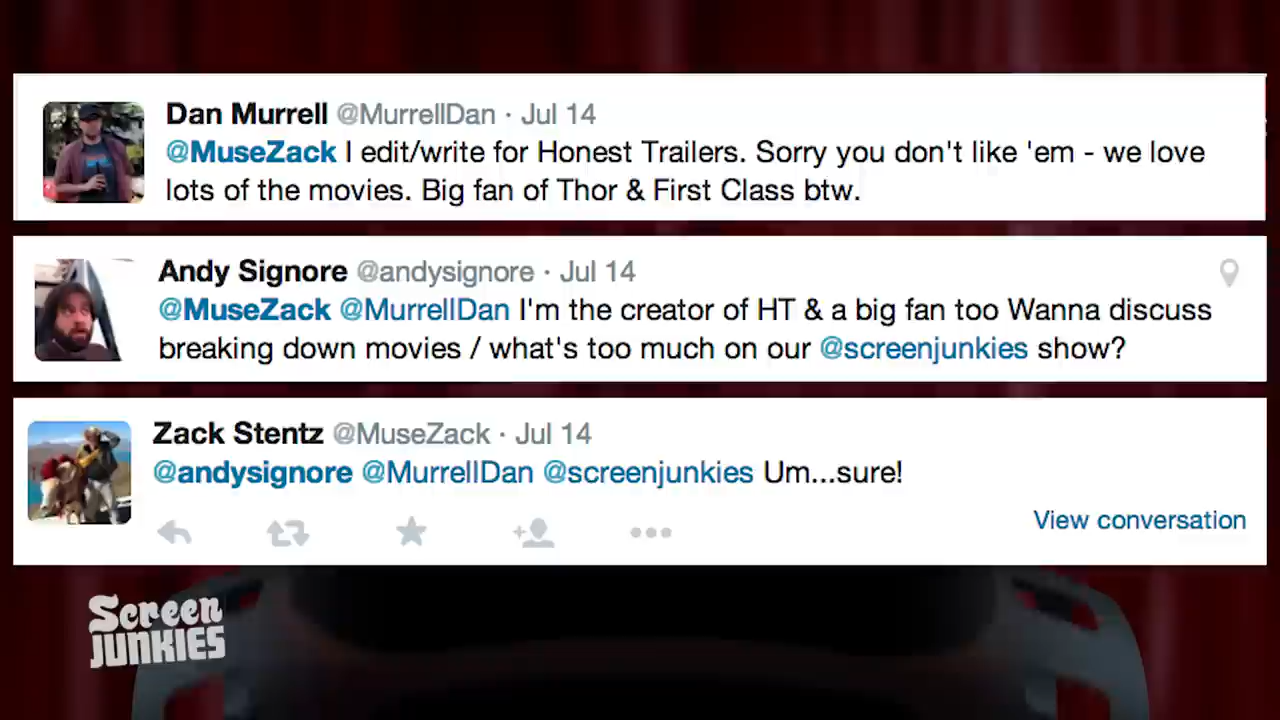 Dan Murrell @MurrellDan · Jul 14
@MuseZack I edit/write for Honest Trailers. Sorry you don't like 'em - we love
lots of the movies. Big fan of Thor & First Class btw.
Andy Signore @andysignore · Jul 14
@MuseZack @MurrellDan I'm the creator of HT & a big fan too Wanna discuss
breaking down movies / what's too much on our @screenjunkies show?
Zack Stentz @MuseZack · Jul 14
@andysignore @MurrellDan @screenjunkies Um...sure!
View conversation
Screen
JUNKIES